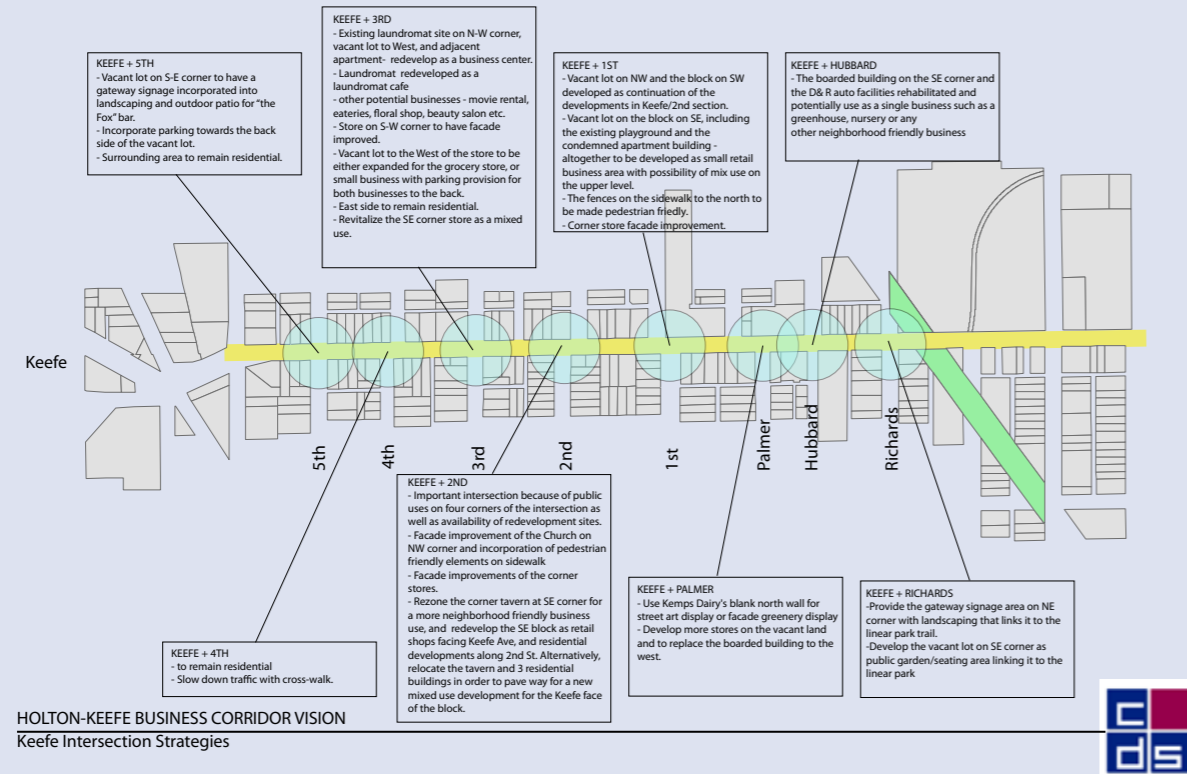 KEEFE + 5TH
- Vacant lot on S-E corner to have a
gateway signage incorporated into
landscaping and outdoor patio for "the
Fox" bar.
- Incorporate parking towards the back
side of the vacant lot.
- Surrounding area to remain residential.
KEEFE + 3RD
- Existing laundromat site on N-W corner,
vacant lot to West, and adjacent
apartment- redevelop as a business center.
- Laundromat redeveloped as a
laundromat cafe
- other potential businesses - movie rental,
eateries, floral shop, beauty salon etc.
- Store on S-W corner to have facade
improved.
- Vacant lot to the West of the store to be
either expanded for the grocery store, or
small business with parking provision for
both businesses to the back.
- East side to remain residential.
- Revitalize the SE corner store as a mixed
use.
KEEFE + 1ST
- Vacant lot on NW and the block on SW
developed as continuation of the
developments in Keefe/2nd section.
- Vacant lot on the block on SE, including
the existing playground and the
condemned apartment building -
altogether to be developed as small retail
business area with possibility of mix use on
the upper level.
- The fences on the sidewalk to the north to
be made pedestrian friedly.
- Corner store facade improvement.
KEEFE + HUBBARD
- The boarded building on the SE corner and
the D& R auto facilities rehabilitated and
potentially use as a single business such as a
greenhouse, nursery or any
other neighborhood friendly business
Keefe
5th
4th
3rd
2nd
1st
Palmer
Hubbard
Richards
KEEFE + 4TH
- to remain residential
- Slow down traffic with cross-walk.
KEEFE + 2ND
- Important intersection because of public
uses on four corners of the intersection as
well as availability of redevelopment sites.
- Facade improvement of the Church on
NW corner and incorporation of pedestrian
friendly elements on sidewalk
- Facade improvements of the corner
stores.
- Rezone the corner tavern at SE corner for
a more neighborhood friendly business
use, and redevelop the SE block as retail
shops facing Keefe Ave, and residential
developments along 2nd St. Alternatively,
relocate the tavern and 3 residential
buildings in order to pave way for a new
mixed use development for the Keefe face
of the block.
KEEFE + PALMER
- Use Kemps Dairy's blank north wall for
street art display or facade greenery display
- Develop more stores on the vacant land
and to replace the boarded building to the
west.
KEEFE + RICHARDS
-Provide the gateway signage area on NE
corner with landscaping that links it to the
linear park trail.
-Develop the vacant lot on SE corner as
public garden/seating area linking it to the
linear park
HOLTON-KEEFE BUSINESS CORRIDOR VISION
Keefe Intersection Strategies
c
ds